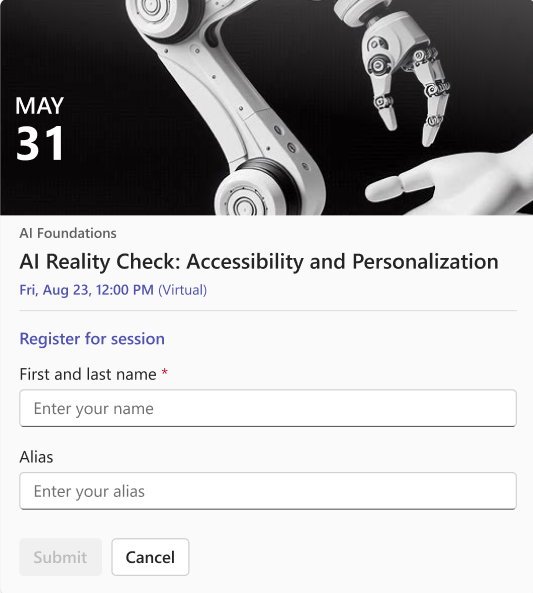 MAY
31
AI Foundations
AI Reality Check: Accessibility and Personalization
Fri, Aug 23, 12:00 PM (Virtual)
Register for session
First and last name *
Enter your name
Alias
Enter your alias
Submit Cancel